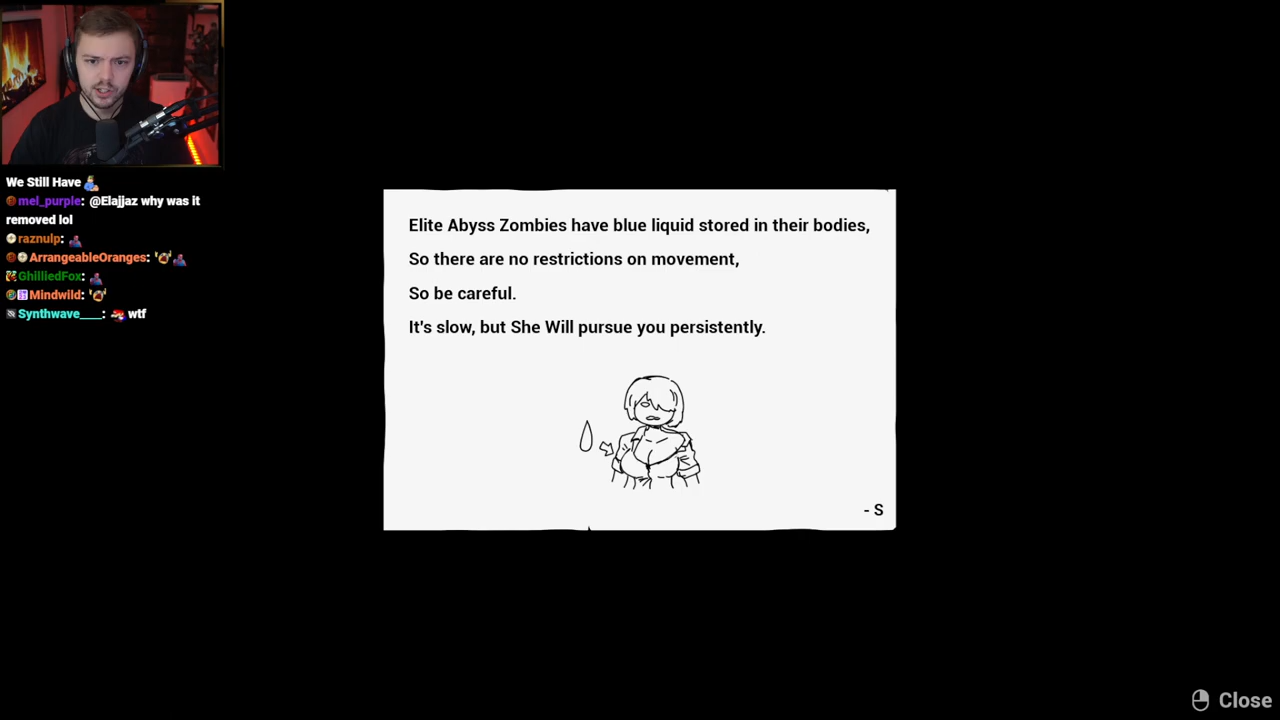 We Still Have
mel_purple: @Elajjaz why was it
removed lol
raznulp:
ArrangeableOranges:
GhilliedFox:
Mindwild:
Synthwave___: wtf
Elite Abyss Zombies have blue liquid stored in their bodies,
So there are no restrictions on movement,
So be careful.
It's slow, but She Will pursue you persistently.
- S
Close